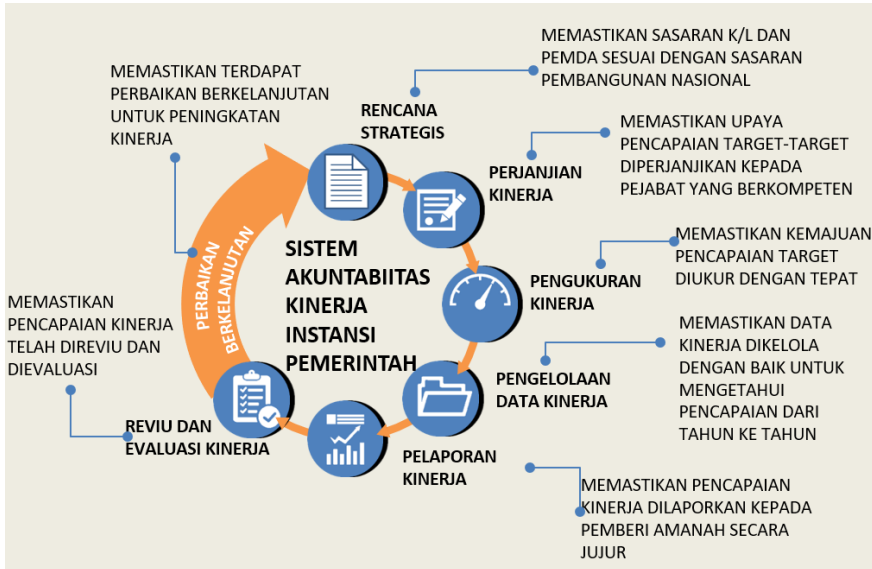 MEMASTIKAN SASARAN K/L DAN
PEMDA SESUAI DENGAN SASARAN
PEMBANGUNAN NASIONAL
MEMASTIKAN TERDAPAT
PERBAIKAN BERKELANJUTAN
UNTUK PENINGKATAN
KINERJA
RENCANA
STRATEGIS
MEMASTIKAN UPAYA
PENCAPAIAN TARGET-TARGET
DIPERJANJIKAN KEPADA
PEJABAT YANG BERKOMPETEN
PERJANJIAN
KINERJA
MEMASTIKAN KEMAJUAN
PENCAPAIAN TARGET
DIUKUR DENGAN TEPAT
PENGUKURAN
KINERJA
SISTEM
AKUNTABIITAS
KINERJA
INSTANSI
PEMERINTAH
PERBAIKAN
BERKELANJUTAN
MEMASTIKAN
PENCAPAIAN KINERJA
TELAH DIREVIU DAN
DIEVALUASI
MEMASTIKAN DATA
KINERJA DIKELOLA
DENGAN BAIK UNTUK
MENGETAHUI
PENCAPAIAN DARI
TAHUN KE TAHUN
PENGELOLAAN
DATA KINERJA
REVIU DAN
EVALUASI KINERJA
PELAPORAN
KINERJA
MEMASTIKAN PENCAPAIAN
KINERJA DILAPORKAN KEPADA
PEMBERI AMANAH SECARA
JUJUR